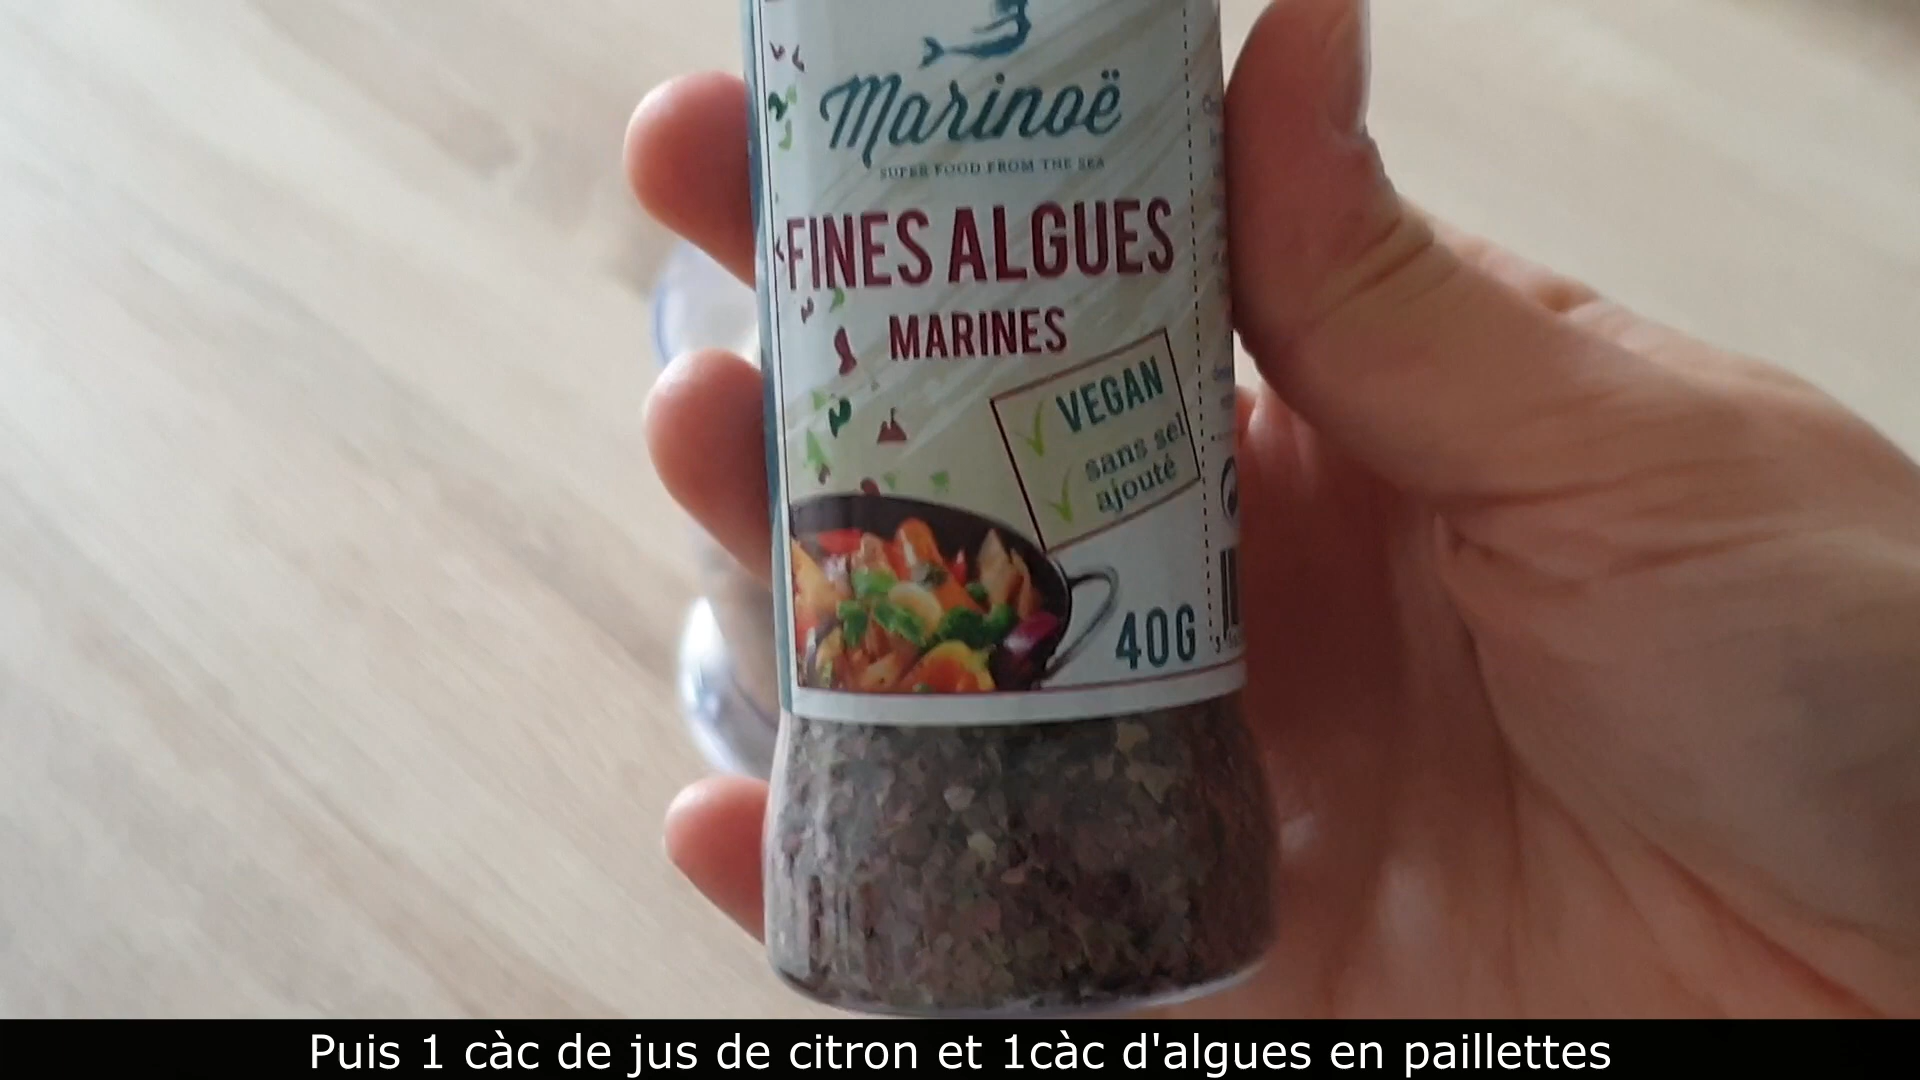 Marinoë
SUPER FOOD FROM THE SEA
FINES ALGUES
MARINES
VEGAN
sans sel
ajouté
40G
Puis 1 càc de jus de citron et 1càc d'algues en paillettes